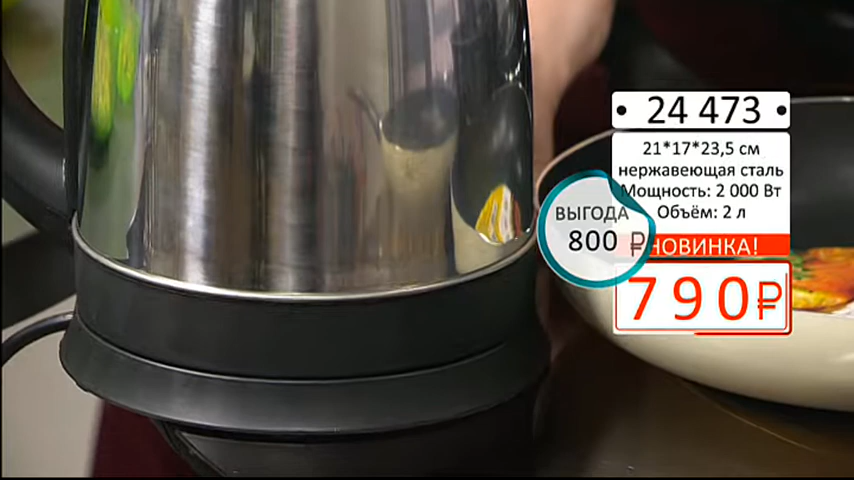 24 473
21*17*23,5 см
нержавеющая сталь
Мощность: 2 000 Вт
Объём: 2 л
ВЫГОДА
800 ₽
НОВИНКА!
790₽